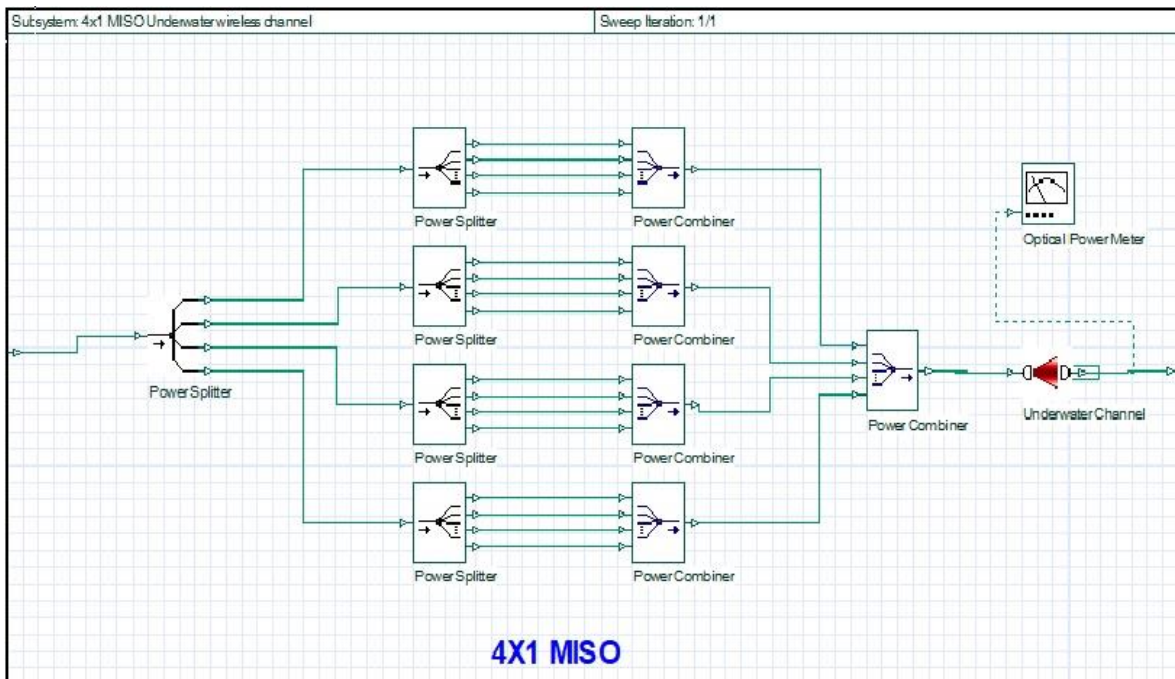 Subsystem: 4x1 MISO Underwater wireless channel
Sweep Iteration: 1/1
Power Splitter
Power Combiner
Optical Power Meter
Power Splitter
Power Combiner
Power Splitter
Power Combiner
Underwater Channel
Power Combiner
Power Splitter
Power Combiner
Power Splitter
Power Combiner
4X1 MISO